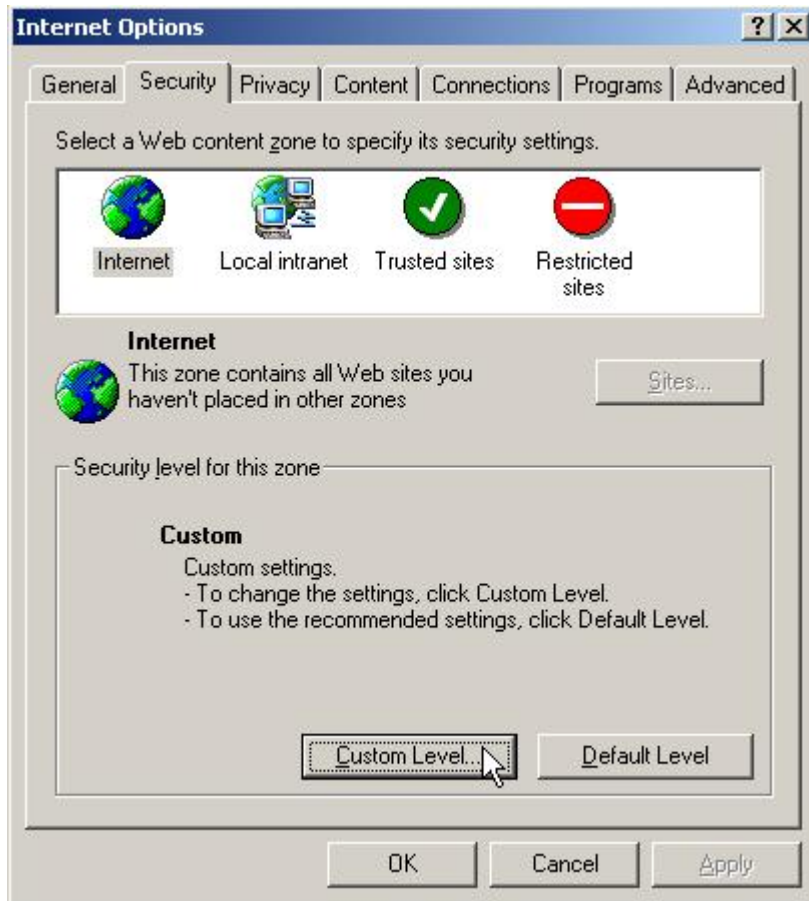 Internet Options
General Security Privacy Content Connections Programs Advanced
Select a Web content zone to specify its security settings.
Internet Local intranet Trusted sites Restricted
sites
Internet
This zone contains all Web sites you
haven't placed in other zones
Sites...
Security level for this zone
Custom
Custom settings.
- To change the settings, click Custom Level.
- To use the recommended settings, click Default Level.
Custom Level... Default Level
OK Cancel Apply